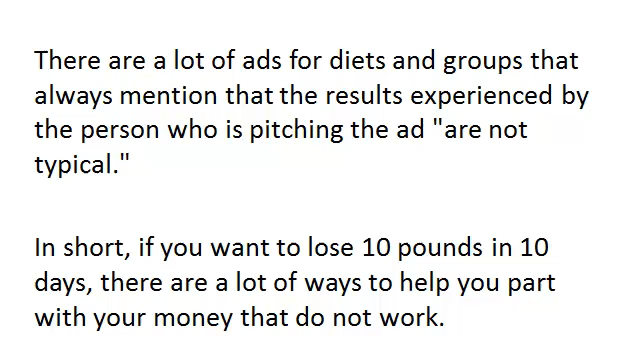 There are a lot of ads for diets and groups that
always mention that the results experienced by
the person who is pitching the ad "are not
typical."
In short, if you want to lose 10 pounds in 10
days, there are a lot of ways to help you part
with your money that do not work.